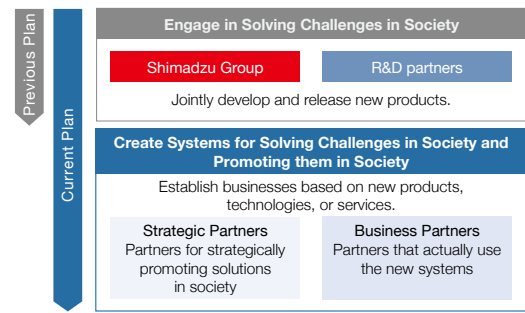 Previous Plan
Current Plan
Engage in Solving Challenges in Society
Shimadzu Group
R&D partners
Jointly develop and release new products.
Create Systems for Solving Challenges in Society and
Promoting them in Society
Establish businesses based on new products,
technologies, or services.
Strategic Partners
Partners for strategically
promoting solutions
in society
Business Partners
Partners that actually use
the new systems